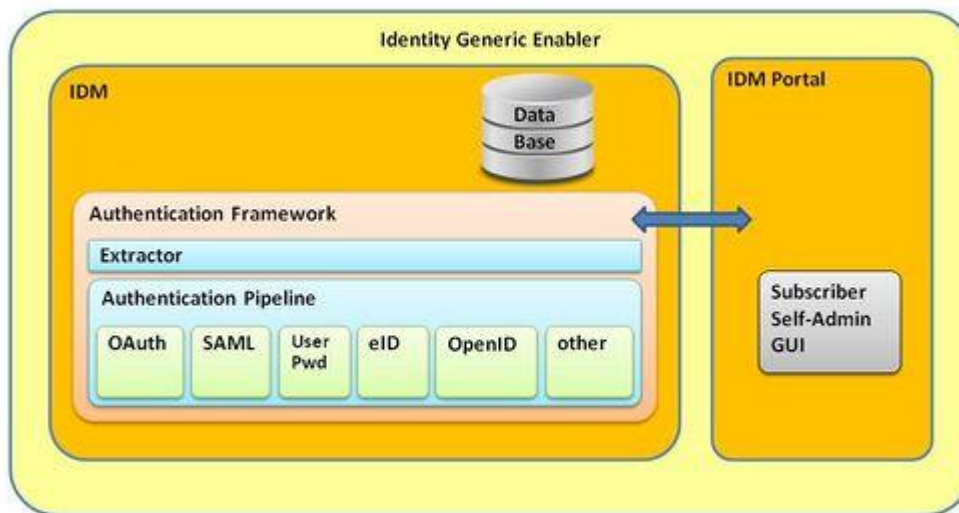 Identity Generic Enabler
IDM
Data
Base
Authentication Framework
Extractor
Authentication Pipeline
OAuth
SAML
User
Pwd
eID
OpenID
other
IDM Portal
Subscriber
Self-Admin
GUI